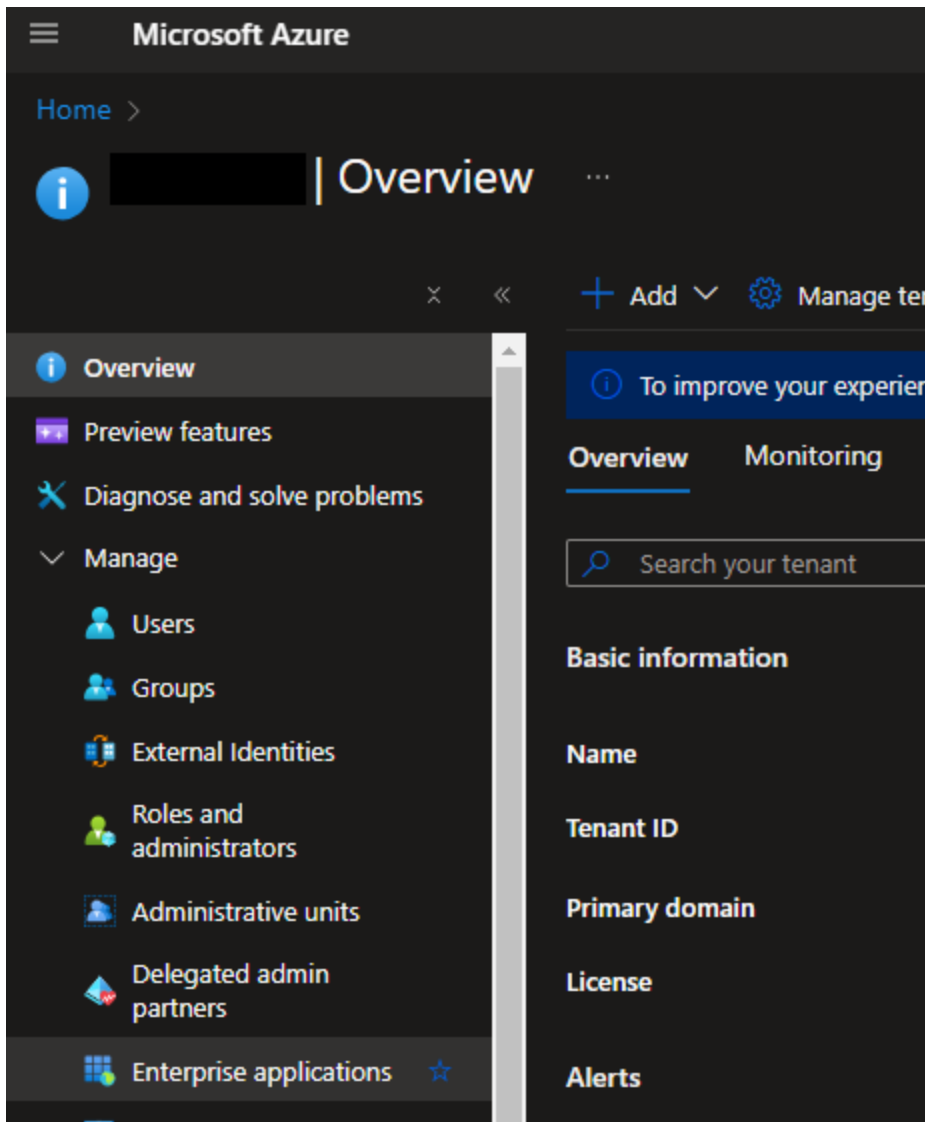 Microsoft Azure
Home >
| Overview ...
Add Manage ter
Overview
To improve your experien
Preview features
Overview Monitoring
Diagnose and solve problems
Manage
Search your tenant
Users
Basic information
Groups
External Identities
Name
Roles and
administrators
Tenant ID
Administrative units
Primary domain
Delegated admin
partners
License
Enterprise applications
Alerts